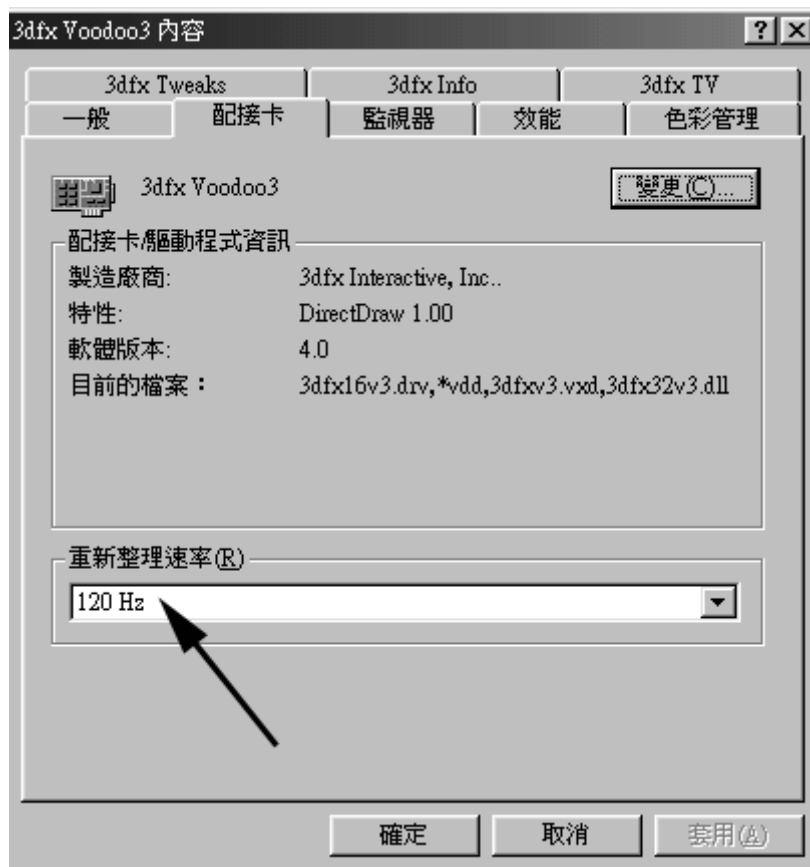 3dfx Voodoo3 內容
3dfx Tweaks 3dfx Info 3dfx TV
一般 配接卡 監視器 效能 色彩管理
3dfx Voodoo3 變更(C)...
配接卡/驅動程式資訊
製造廠商: 3dfx Interactive, Inc..
特性: DirectDraw 1.00
軟體版本: 4.0
目前的檔案： 3dfx16v3.drv,*vdd,3dfxv3.vxd,3dfx32v3.dll
重新整理速率(R)
120 Hz
確定 取消 套用(A)